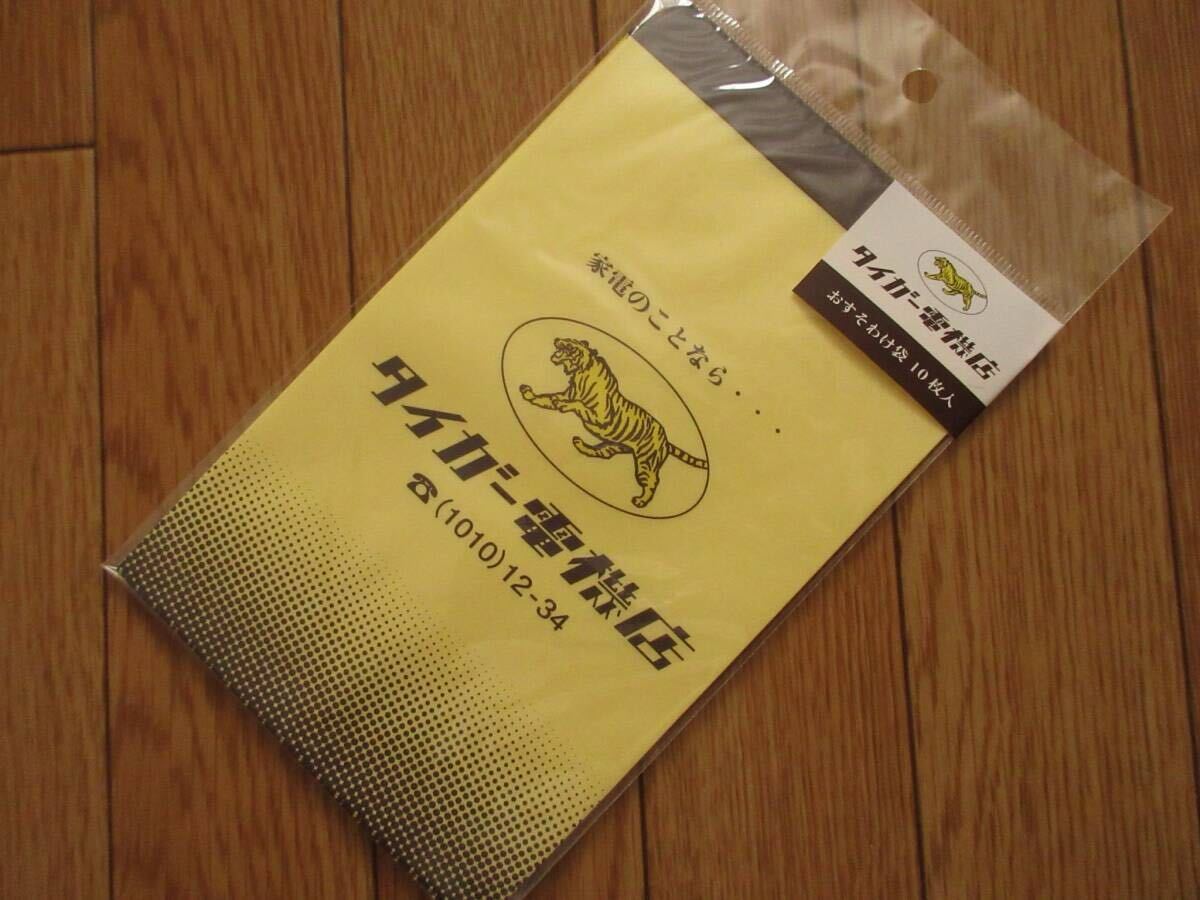 家電のことなら・・・
タイガー電機店
☎(1010)12-34
タイガー電機店
おすそわけ袋 10枚入